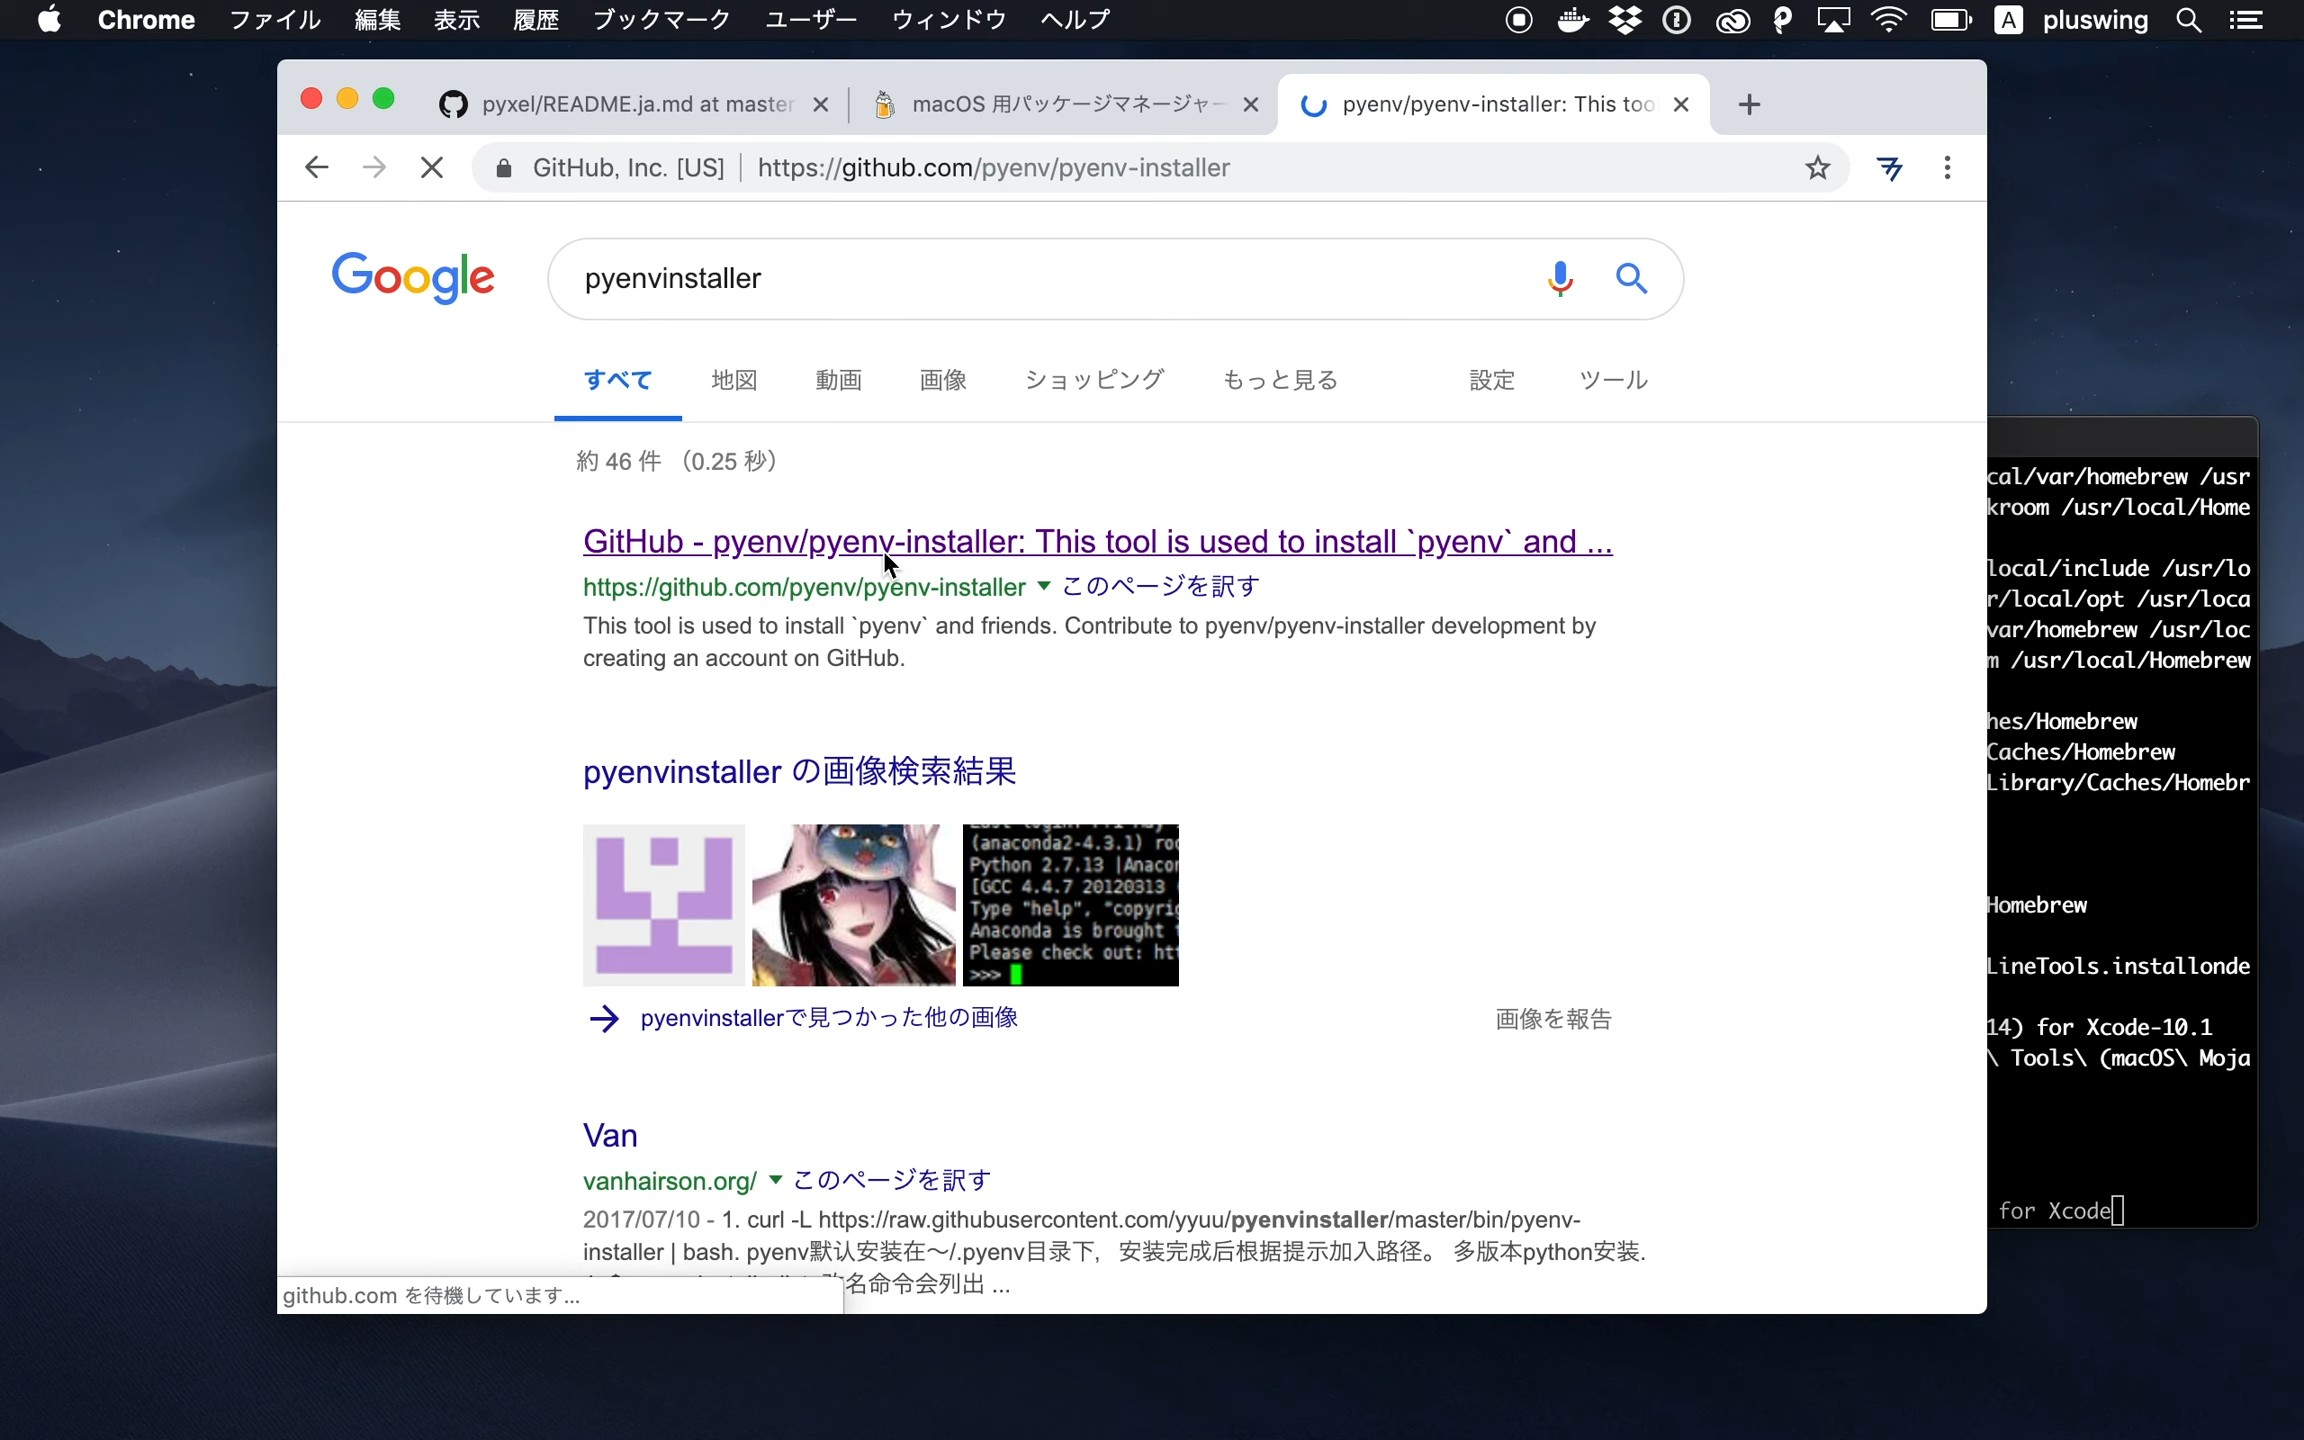 Chrome ファイル 編集 表示 履歴 ブックマーク ユーザー ウィンドウ ヘルプ A pluswing
pyxel/README.ja.md at master
macOS 用パッケージマネージャー
pyenv/pyenv-installer: This too
GitHub, Inc. [US] https://github.com/pyenv/pyenv-installer
Google
pyenvinstaller
すべて 地図 動画 画像 ショッピング もっと見る 設定 ツール
約 46 件 （0.25 秒）
GitHub - pyenv/pyenv-installer: This tool is used to install `pyenv` and ...
https://github.com/pyenv/pyenv-installer ▼ このページを訳す
This tool is used to install `pyenv` and friends. Contribute to pyenv/pyenv-installer development by
creating an account on GitHub.
pyenvinstaller の画像検索結果
(anaconda2-4.3.1)
Python 2.7.13
[GCC 4.4.7 20120313
Type "help",
Anaconda is brought
Please check out:
>>>
pyenvinstallerで見つかった他の画像
画像を報告
Van
vanhairson.org/ ▼ このページを訳す
2017/07/10 - 1. curl -L https://raw.githubusercontent.com/yyuu/pyenvinstaller/master/bin/pyenv-
installer | bash. pyenv默认安装在～/.pyenv目录下，安装完成后根据提示加入路径。 多版本python安装.
名命令会列出 ...
github.com を待機しています...
cal/var/homebrew /usr
kroom /usr/local/Home
local/include /usr/lo
r/local/opt /usr/loca
var/homebrew /usr/loc
m /usr/local/Homebrew
hes/Homebrew
Caches/Homebrew
Library/Caches/Homebr
Homebrew
LineTools.installonde
14) for Xcode-10.1
\ Tools\ (macOS\ Moja
for Xcode